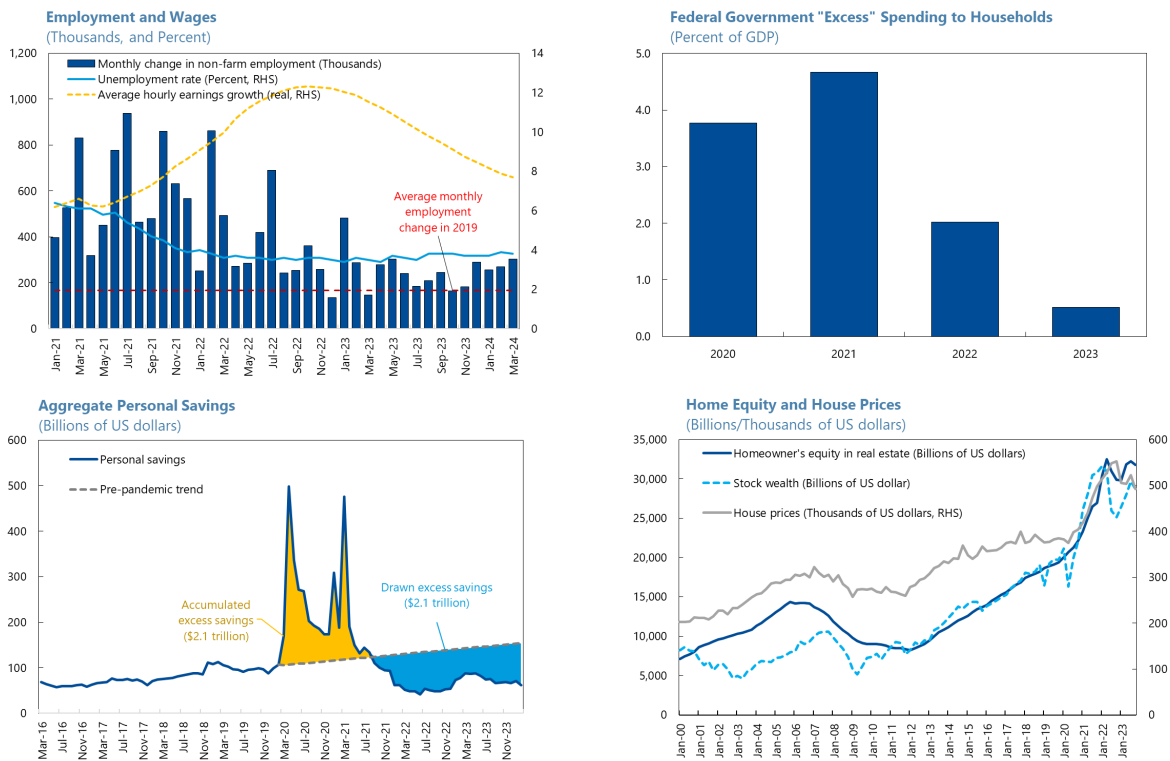 Employment and Wages
(Thousands, and Percent)
1,200
1,000
800
600
400
200
0
14
12
10
8
6
4
2
0
Monthly change in non-farm employment (Thousands)
Unemployment rate (Percent, RHS)
Average hourly earnings growth (real, RHS)
Average monthly
employment
change in 2019
Jan-21
Mar-21
May-21
Jul-21
Sep-21
Nov-21
Jan-22
Mar-22
May-22
Jul-22
Sep-22
Nov-22
Jan-23
Mar-23
May-23
Jul-23
Sep-23
Nov-23
Jan-24
Mar-24
Federal Government "Excess" Spending to Households
(Percent of GDP)
5.0
4.0
3.0
2.0
1.0
0.0
2020
2021
2022
2023
Aggregate Personal Savings
(Billions of US dollars)
600
500
400
300
200
100
0
Personal savings
Pre-pandemic trend
Accumulated
excess savings
($2.1 trillion)
Drawn excess savings
($2.1 trillion)
Mar-16
Jul-16
Nov-16
Mar-17
Jul-17
Nov-17
Mar-18
Jul-18
Nov-18
Mar-19
Jul-19
Nov-19
Mar-20
Jul-20
Nov-20
Mar-21
Jul-21
Nov-21
Mar-22
Jul-22
Nov-22
Mar-23
Jul-23
Nov-23
Home Equity and House Prices
(Billions/Thousands of US dollars)
35,000
30,000
25,000
20,000
15,000
10,000
5,000
0
600
500
400
300
200
100
0
Homeowner's equity in real estate (Billions of US dollars)
Stock wealth (Billions of US dollar)
House prices (Thousands of US dollars, RHS)
Jan-00
Jan-01
Jan-02
Jan-03
Jan-04
Jan-05
Jan-06
Jan-07
Jan-08
Jan-09
Jan-10
Jan-11
Jan-12
Jan-13
Jan-14
Jan-15
Jan-16
Jan-17
Jan-18
Jan-19
Jan-20
Jan-21
Jan-22
Jan-23